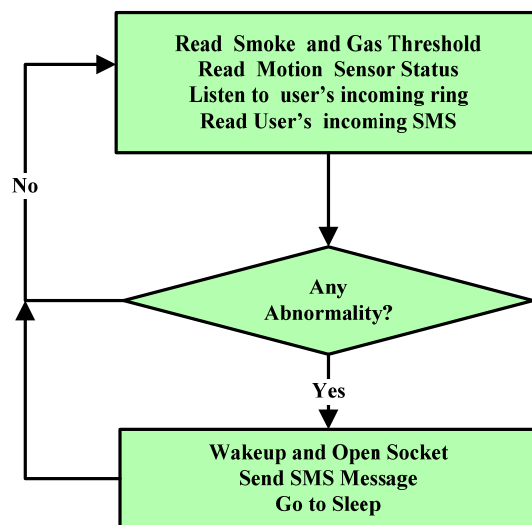 Read Smoke and Gas Threshold
Read Motion Sensor Status
Listen to user's incoming ring
Read User's incoming SMS
No
Any
Abnormality?
Yes
Wakeup and Open Socket
Send SMS Message
Go to Sleep